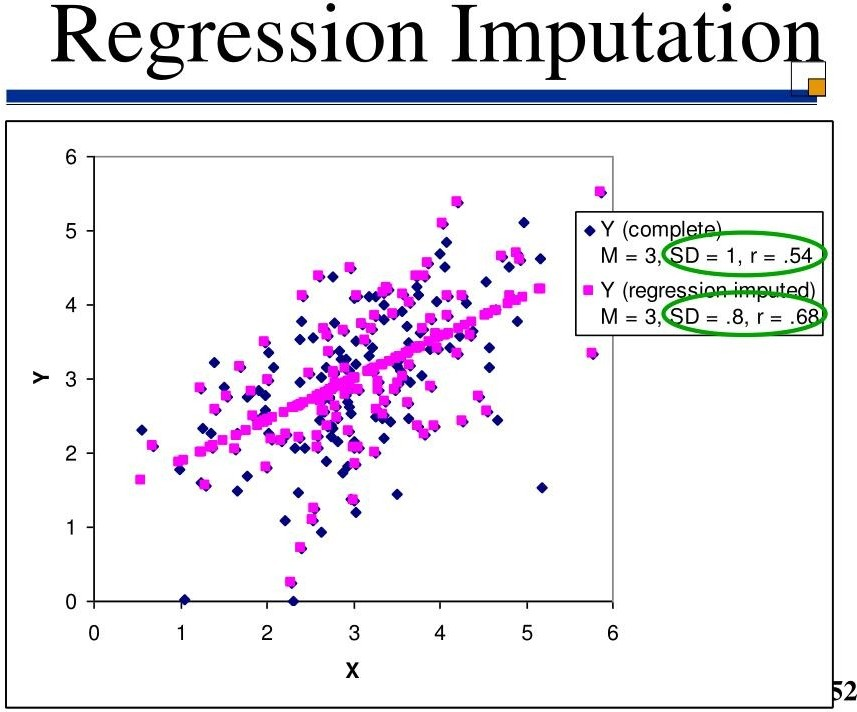 Regression Imputation
6
5
4
3
2
1
0
Y
0 1 2 3 4 5 6
X
Y (complete)
M = 3, SD = 1, r = .54
Y (regression imputed)
M = 3, SD = .8, r = .68
52